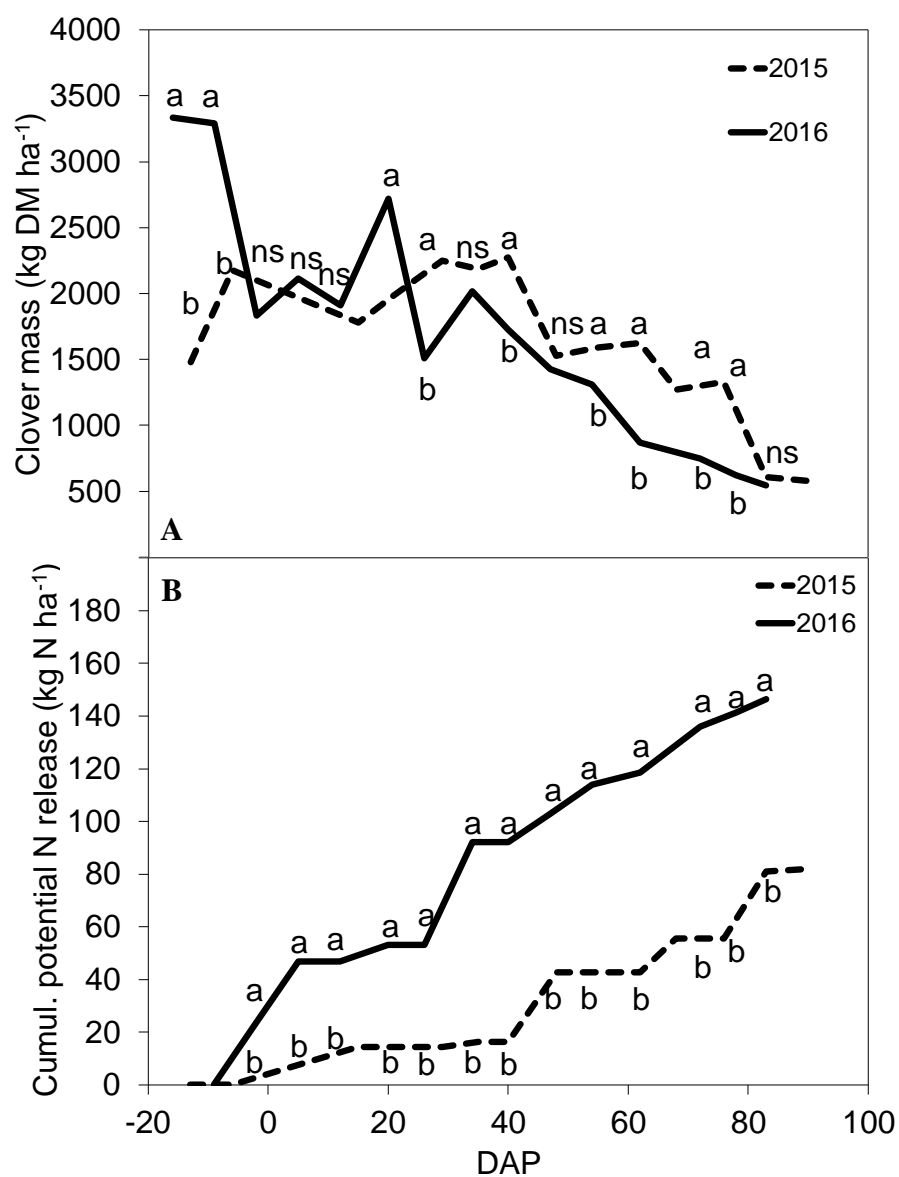 4000
3500
3000
2500
2000
1500
1000
500
Clover mass (kg DM ha-1)
2015
2016
a a
a
b b ns ns ns
a ns a
b
b
ns a a
b
b
a a
b b
ns
A
B
2015
2016
180
160
140
120
100
80
60
40
20
0
Cumul. potential N release (kg N ha-1)
a a a a a a a a a a a a a a
b b b b b b b b b b b b b b
-20 0 20 40 60 80 100
DAP